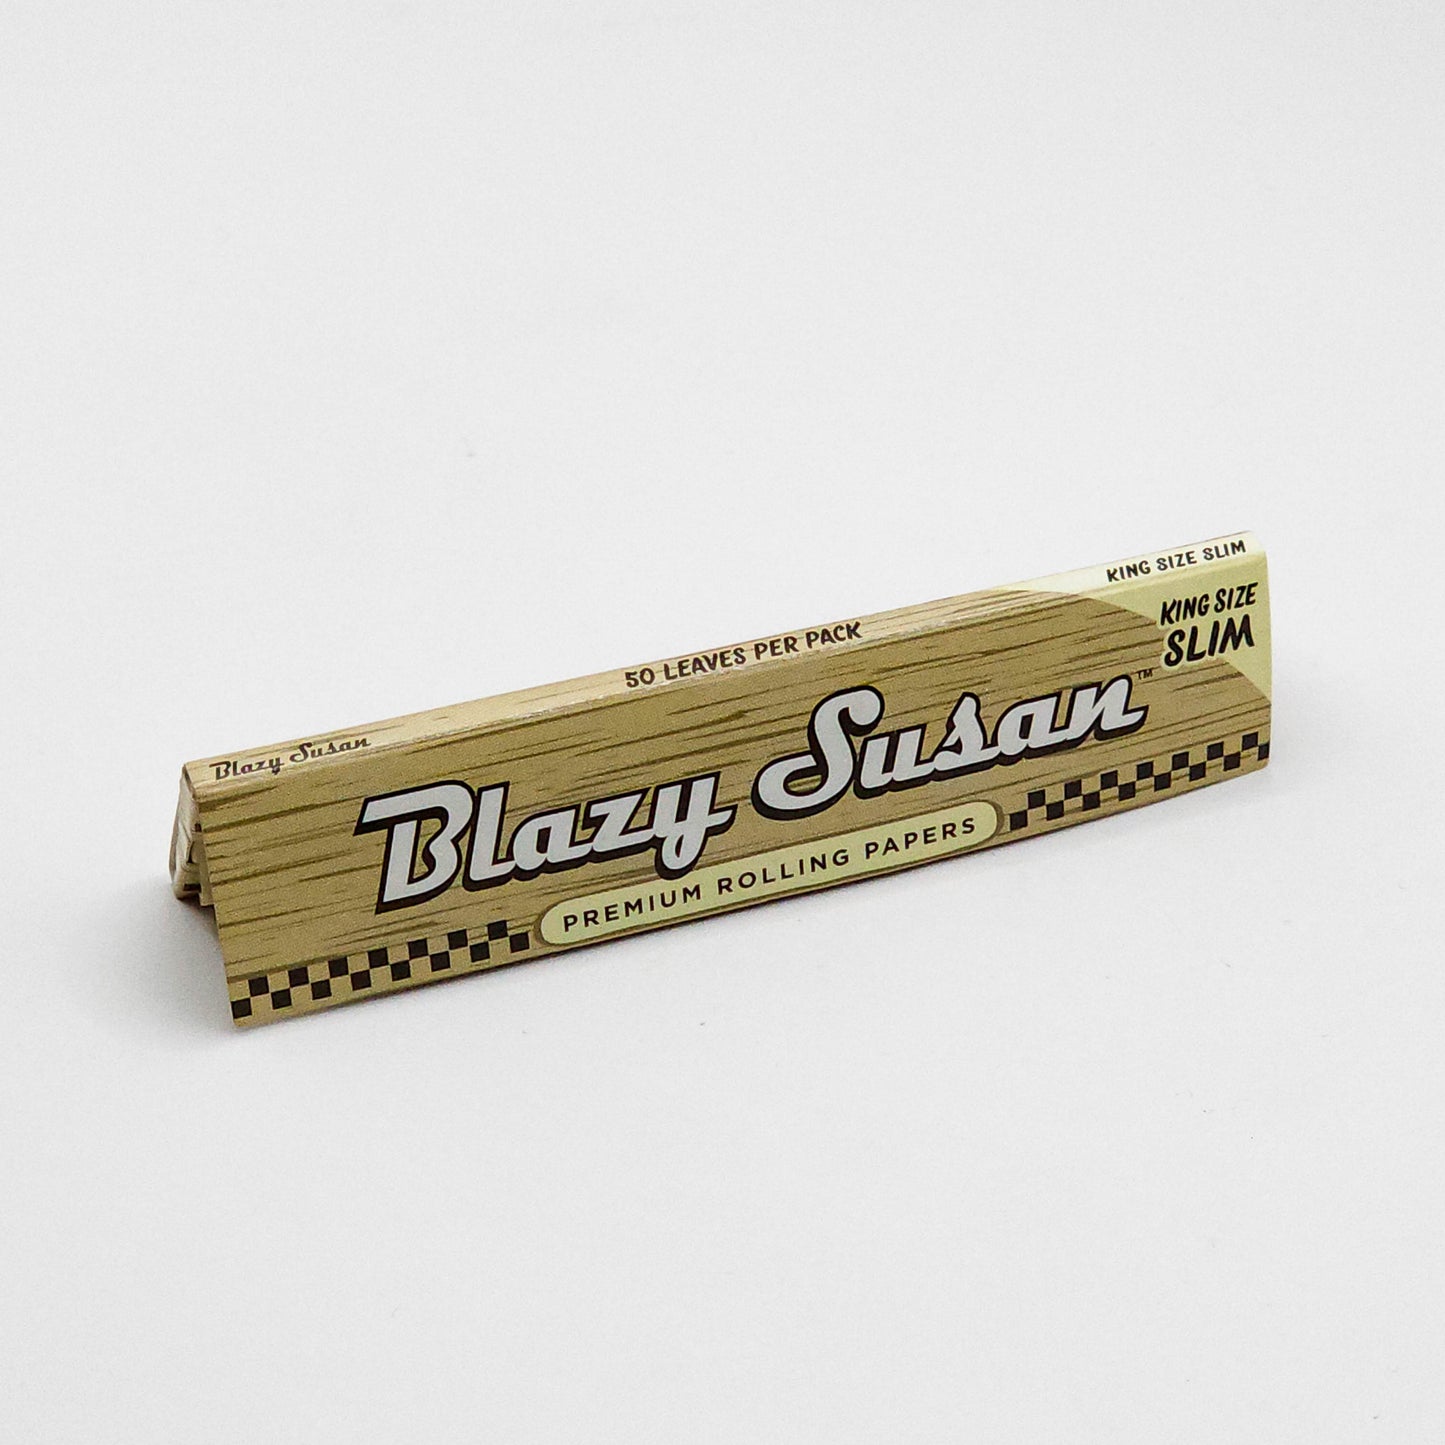 Blazy Susan
50 LEAVES PER PACK
KING SIZE SLIM
KING SIZE
SLIM
Blazy Susan™
PREMIUM ROLLING PAPERS